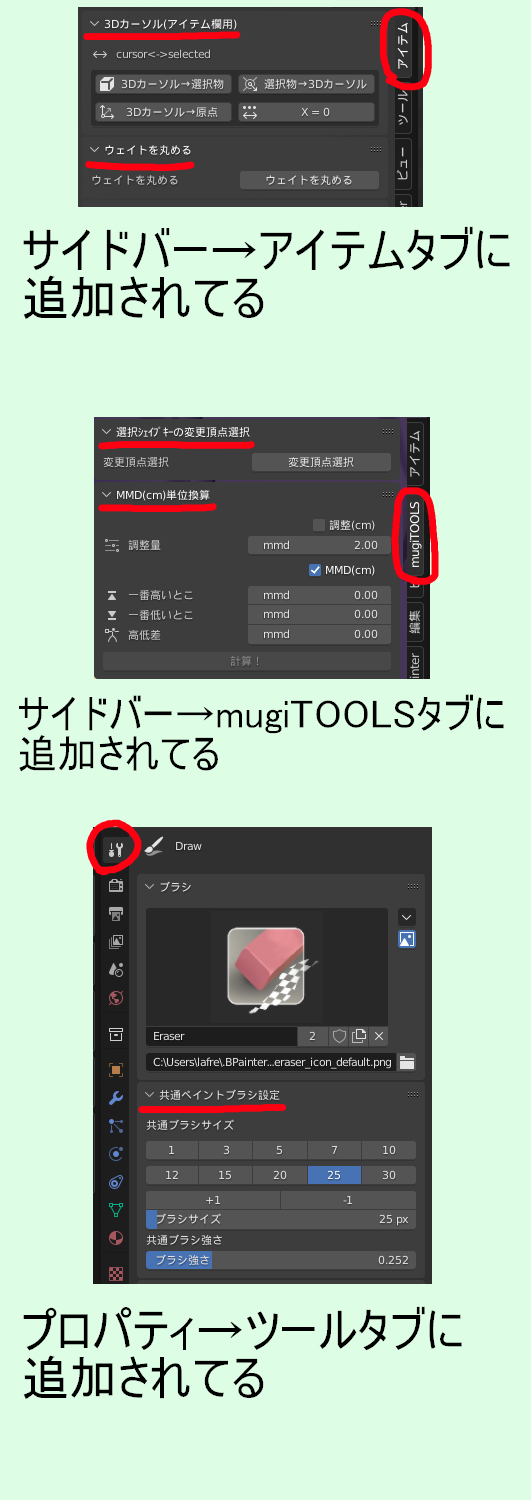 3Dカーソル(アイテム欄用)
アイテム
cursor<->selected
3Dカーソル→選択物
選択物→3Dカーソル
ツール
3Dカーソル→原点
X = 0
ウェイトを丸める
ビュー
ウェイトを丸める
ウェイトを丸める
サイドバー→アイテムタブに
追加されてる
選択シェイプキーの変更頂点選択
アイテム
変更頂点選択
変更頂点選択
MMD(cm)単位換算
mugiTOOLS
調整(cm)
調整量
mmd
2.00
MMD(cm)
一番高いとこ
mmd
0.00
一番低いとこ
mmd
0.00
編集
高低差
mmd
0.00
計算！
inter
サイドバー→mugiTOOLSタブに
追加されてる
Draw
ブラシ
Eraser
2
C:\Users\lafre\.BPainter...eraser_icon_default.png
共通ペイントブラシ設定
共通ブラシサイズ
1
3
5
7
10
12
15
20
25
30
+1
-1
ブラシサイズ
25 px
共通ブラシ強さ
ブラシ強さ
0.252
プロパティ→ツールタブに
追加されてる